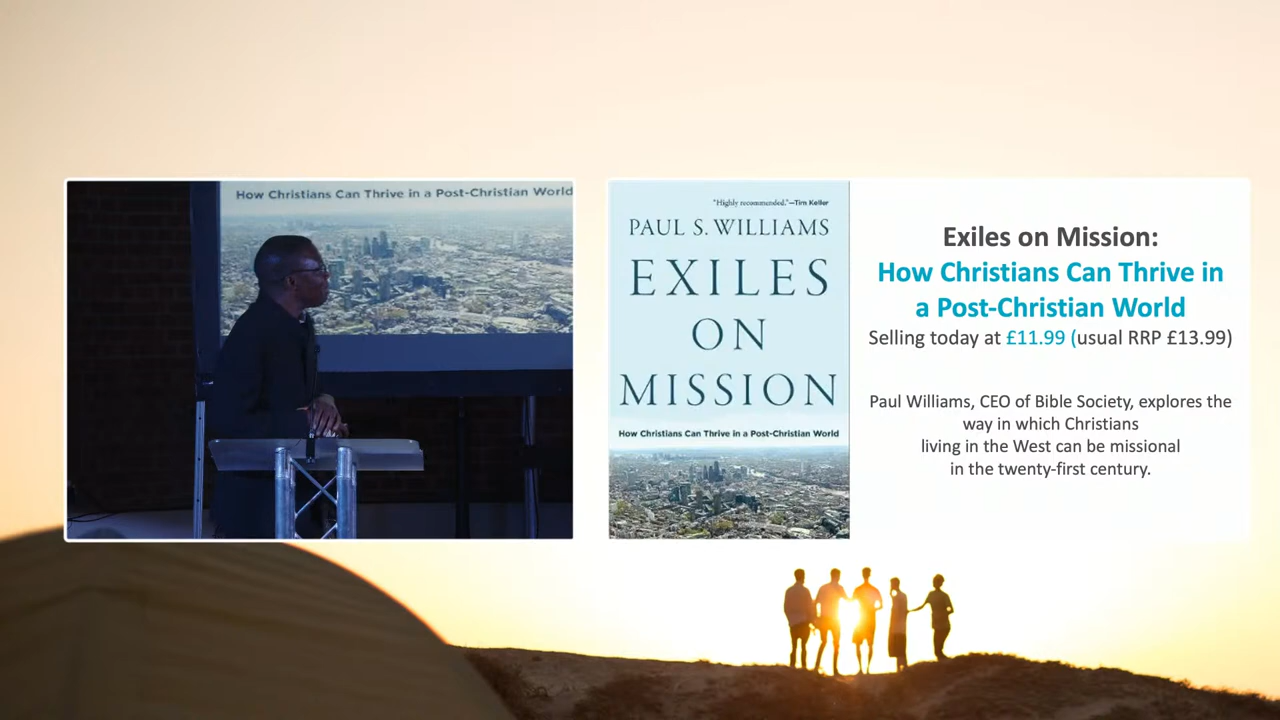 How Christians Can Thrive in a Post-Christian World
"Highly recommended."—Tim Keller
PAUL S. WILLIAMS
EXILES
ON
MISSION
How Christians Can Thrive in a Post-Christian World
Exiles on Mission:
How Christians Can Thrive in
a Post-Christian World
Selling today at £11.99 (usual RRP £13.99)
Paul Williams, CEO of Bible Society, explores the
way in which Christians
living in the West can be missional
in the twenty-first century.